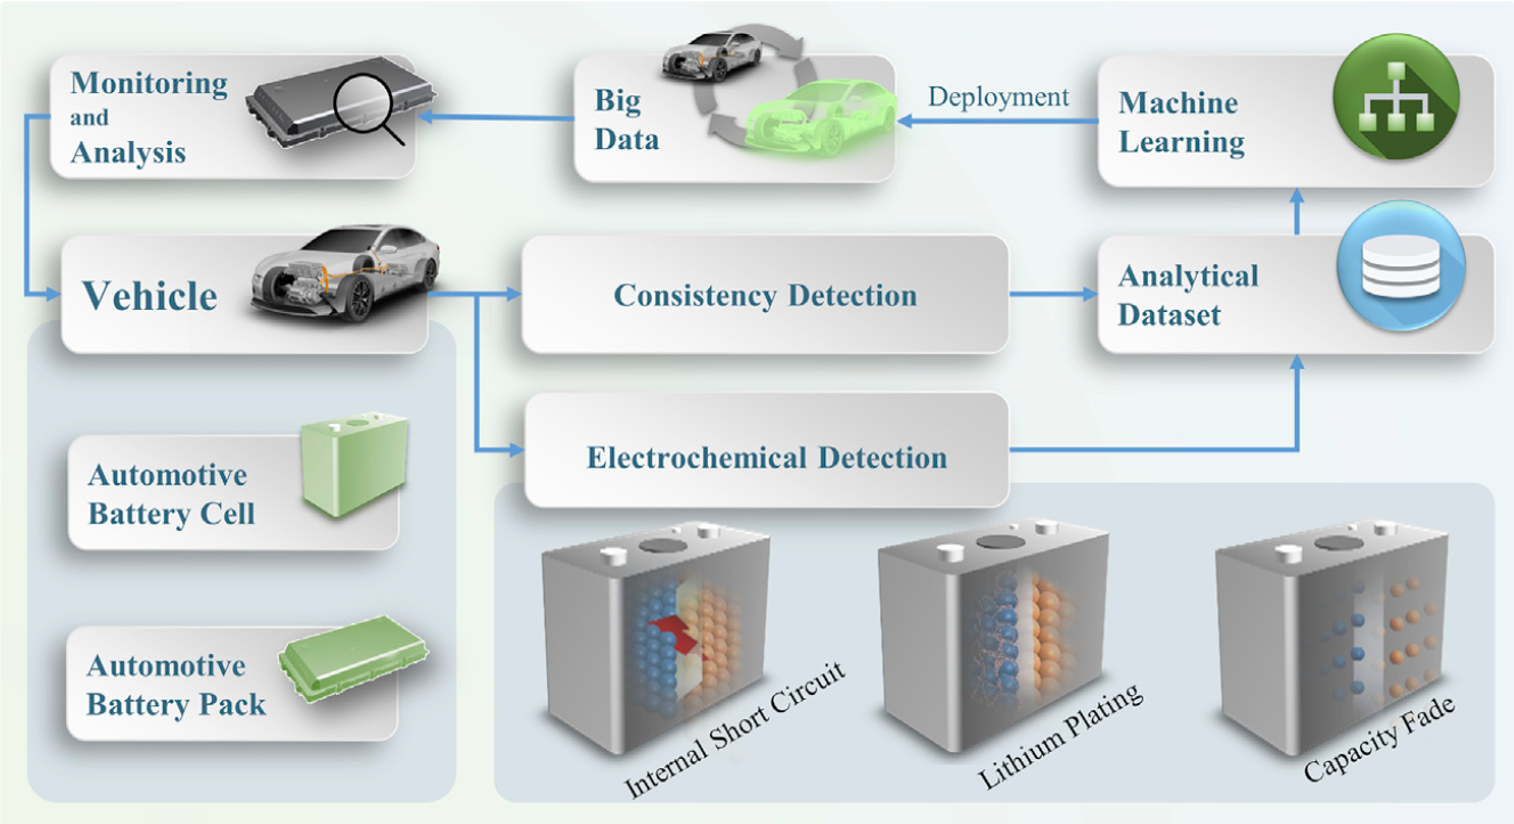 Monitoring
and
Analysis
Big
Data
Deployment
Machine
Learning
Vehicle
Consistency Detection
Analytical
Dataset
Electrochemical Detection
Automotive
Battery Cell
Automotive
Battery Pack
Internal Short Circuit
Lithium Plating
Capacity Fade